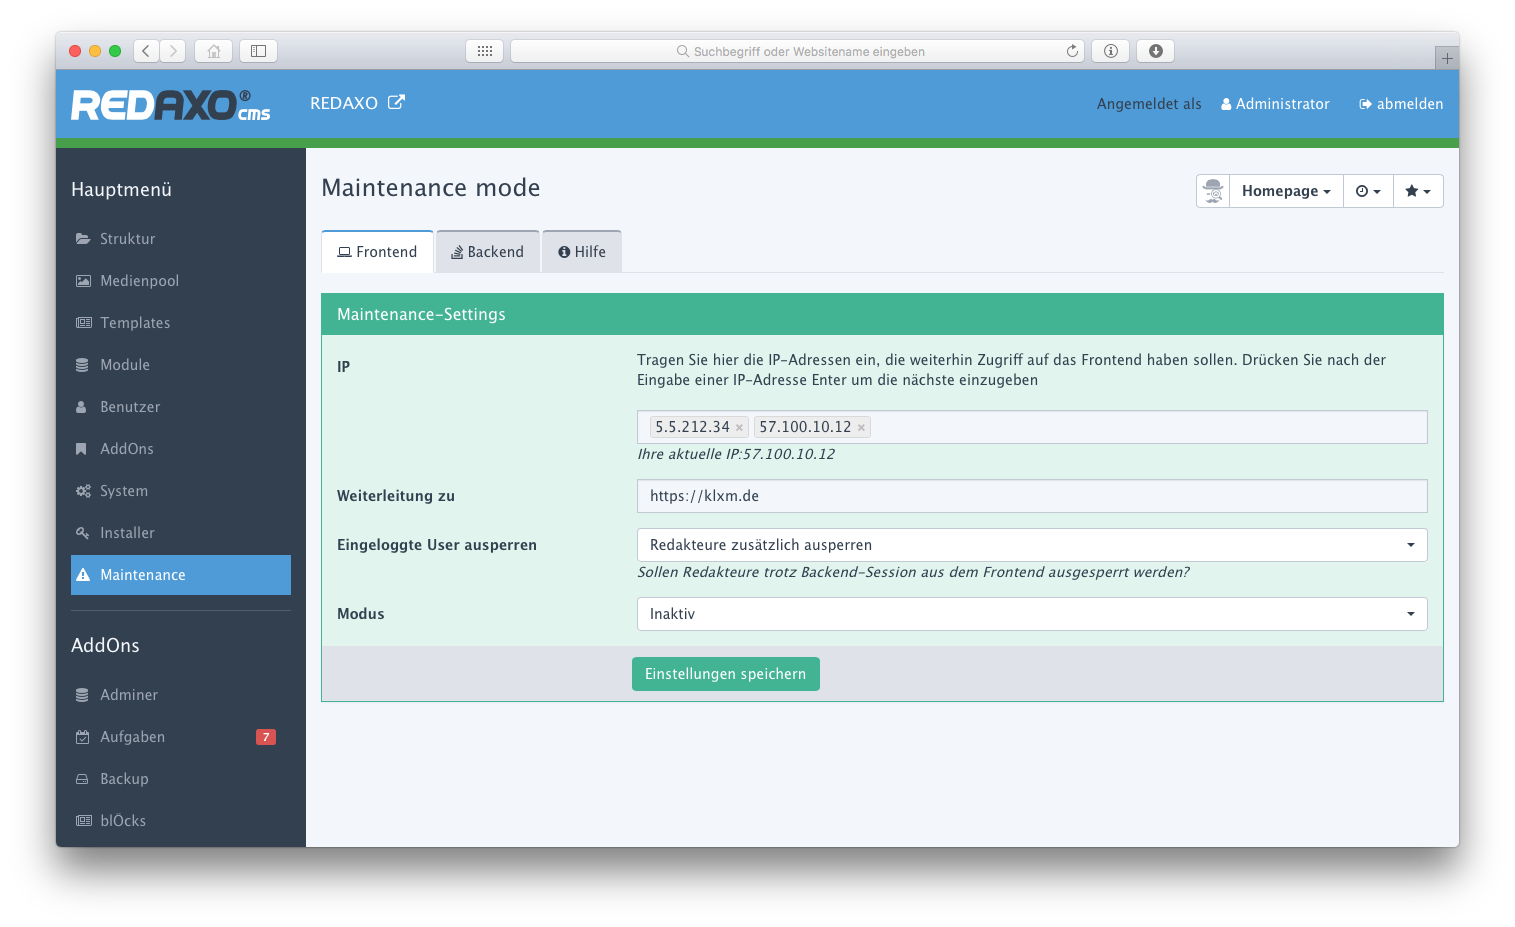 Suchbegriff oder Websitename eingeben
REDAXO® cms
REDAXO
Angemeldet als Administrator abmelden
Hauptmenü
Struktur
Medienpool
Templates
Module
Benutzer
AddOns
System
Installer
Maintenance
AddOns
Adminer
Aufgaben 7
Backup
blÖcks
Maintenance mode
Homepage
Frontend Backend Hilfe
Maintenance-Settings
IP
Tragen Sie hier die IP-Adressen ein, die weiterhin Zugriff auf das Frontend haben sollen. Drücken Sie nach der
Eingabe einer IP-Adresse Enter um die nächste einzugeben
5.5.212.34 × 57.100.10.12 ×
Ihre aktuelle IP:57.100.10.12
Weiterleitung zu https://klxm.de
Eingeloggte User ausperren Redakteure zusätzlich ausperren
Sollen Redakteure trotz Backend-Session aus dem Frontend ausgesperrt werden?
Modus Inaktiv
Einstellungen speichern